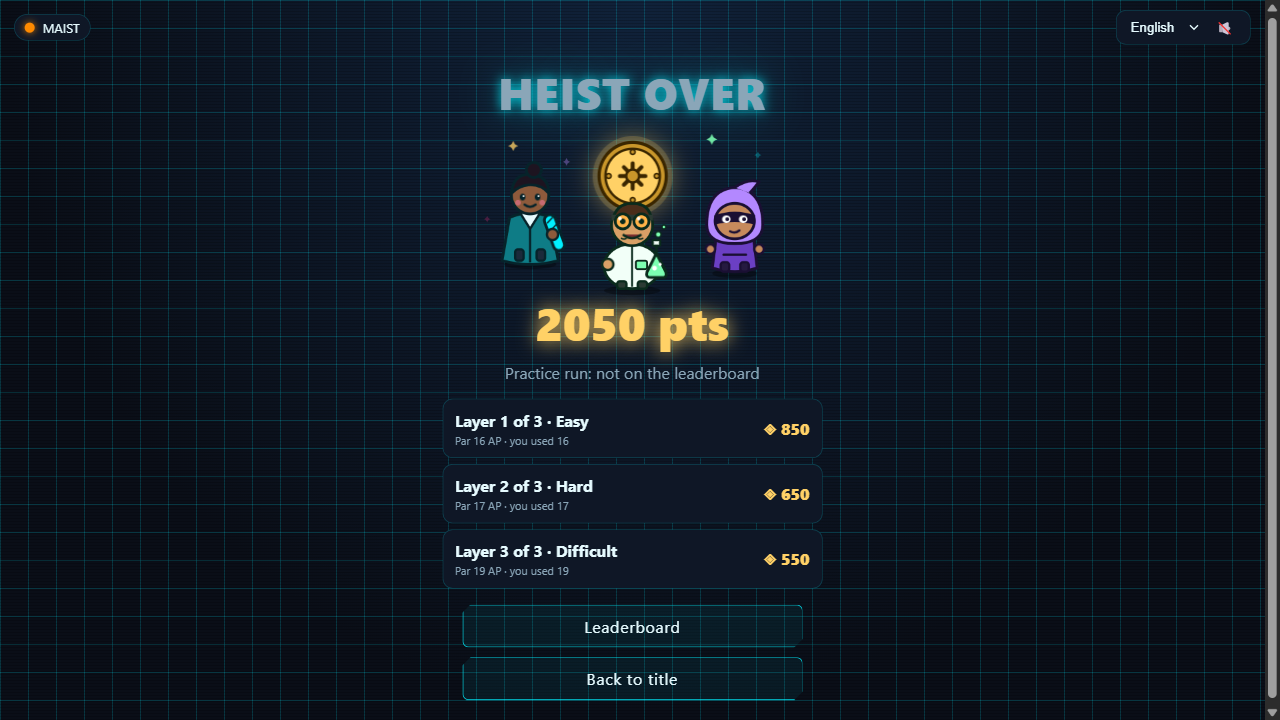 MAIST
English
HEIST OVER
2050 pts
Practice run: not on the leaderboard
Layer 1 of 3 · Easy
Par 16 AP · you used 16
850
Layer 2 of 3 · Hard
Par 17 AP · you used 17
650
Layer 3 of 3 · Difficult
Par 19 AP · you used 19
550
Leaderboard
Back to title